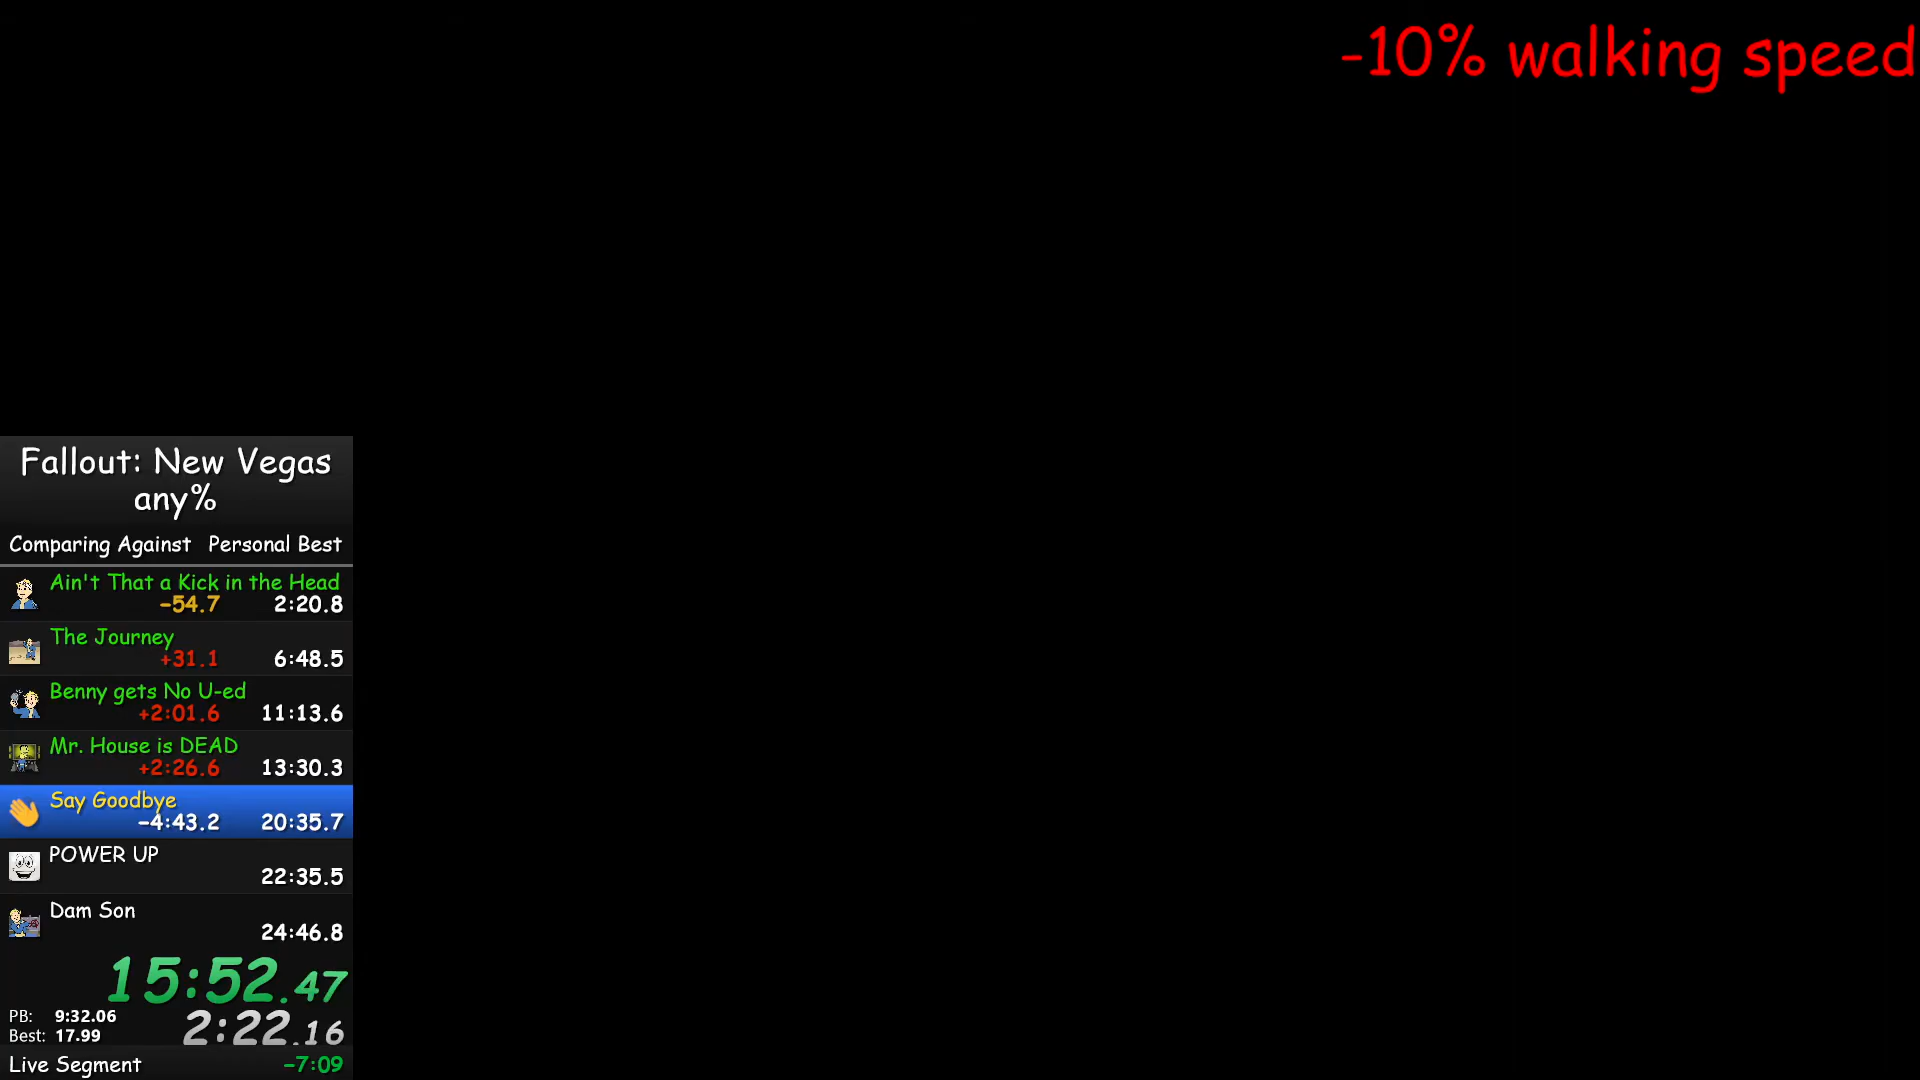 -10% walking speed
Fallout: New Vegas
any%
Comparing Against Personal Best
Ain't That a Kick in the Head
-54.7 2:20.8
The Journey
+31.1 6:48.5
Benny gets No U-ed
+2:01.6 11:13.6
Mr. House is DEAD
+2:26.6 13:30.3
Say Goodbye
-4:43.2 20:35.7
POWER UP
22:35.5
Dam Son
24:46.8
15:52.47
PB: 9:32.06
Best: 17.99
2:22.16
Live Segment -7:09